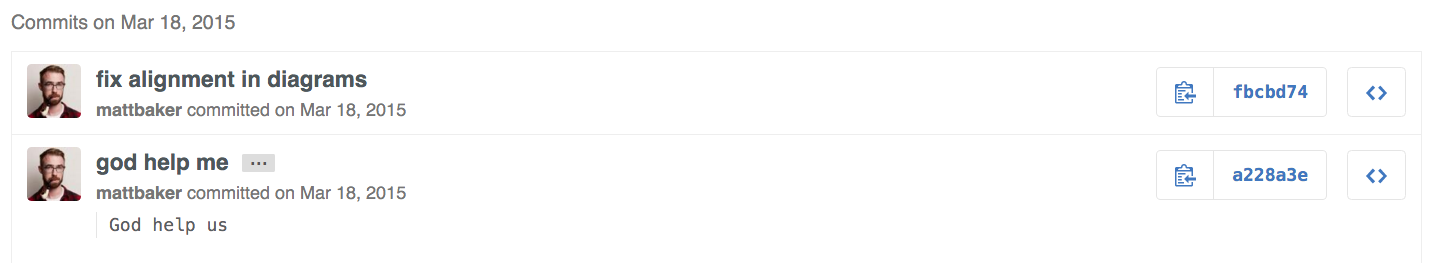 Commits on Mar 18, 2015
fix alignment in diagrams
fbcbd74
mattbaker committed on Mar 18, 2015
god help me …
a228a3e
mattbaker committed on Mar 18, 2015
God help us